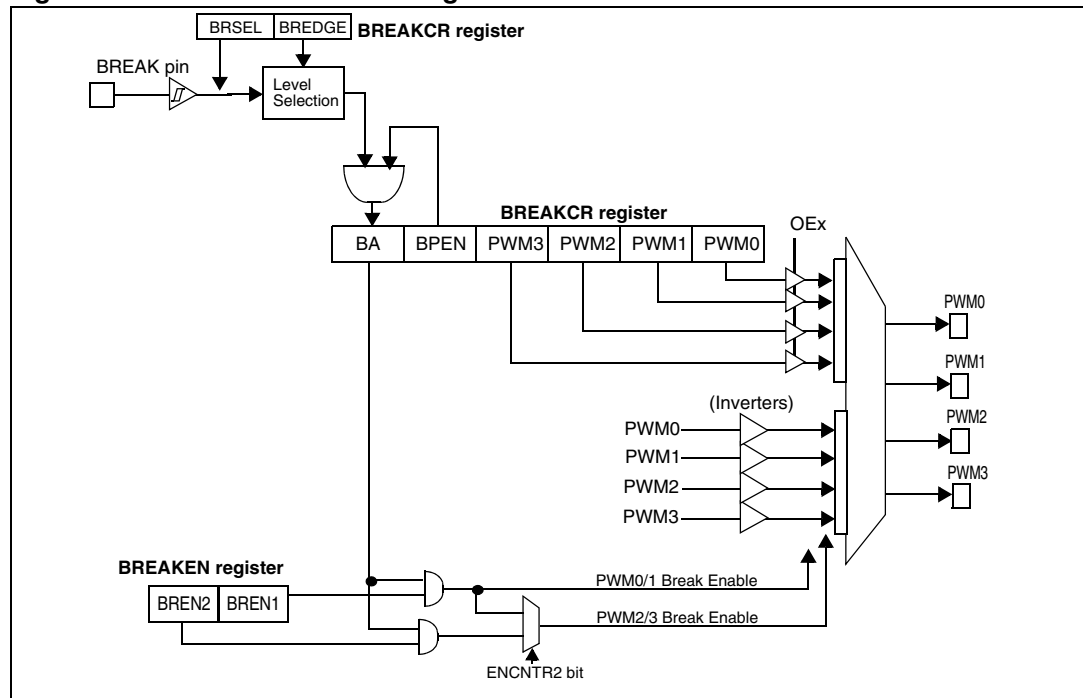 BRSEL BREDGE BREAKCR register
BREAK pin
Level
Selection
BREAKCR register
OEx
BA BPEN PWM3 PWM2 PWM1 PWM0
PWM0
PWM1
PWM2
PWM3
(Inverters)
PWM0
PWM1
PWM2
PWM3
BREAKEN register
BREN2 BREN1
PWM0/1 Break Enable
PWM2/3 Break Enable
ENCNTR2 bit